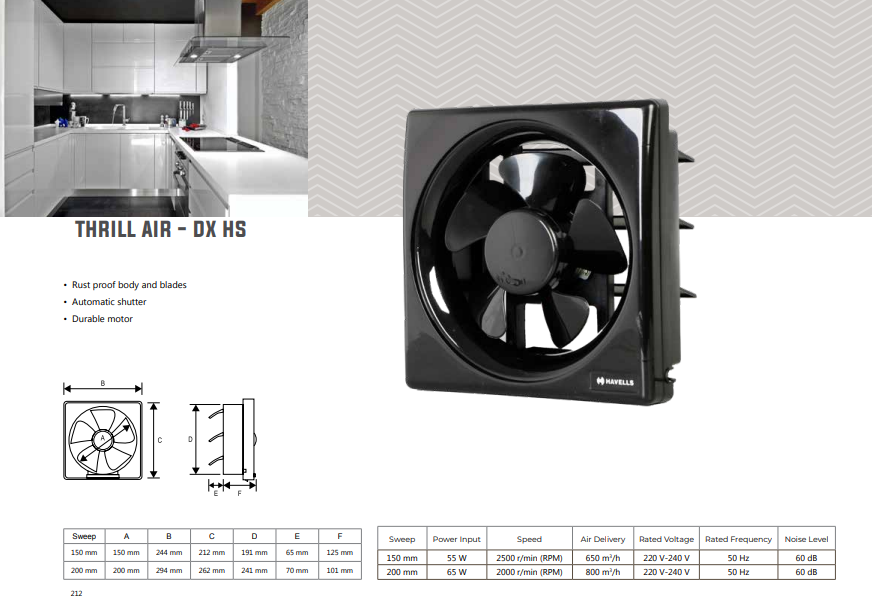 THRILL AIR - DX HS
• Rust proof body and blades
• Automatic shutter
• Durable motor
HAVELLS
B
A
C
D
E
F
Sweep A B C D E F
150 mm 150 mm 244 mm 212 mm 191 mm 65 mm 125 mm
200 mm 200 mm 294 mm 262 mm 241 mm 70 mm 101 mm
Sweep Power Input Speed Air Delivery Rated Voltage Rated Frequency Noise Level
150 mm 55 W 2500 r/min (RPM) 650 m³/h 220 V-240 V 50 Hz 60 dB
200 mm 65 W 2000 r/min (RPM) 800 m³/h 220 V-240 V 50 Hz 60 dB
212